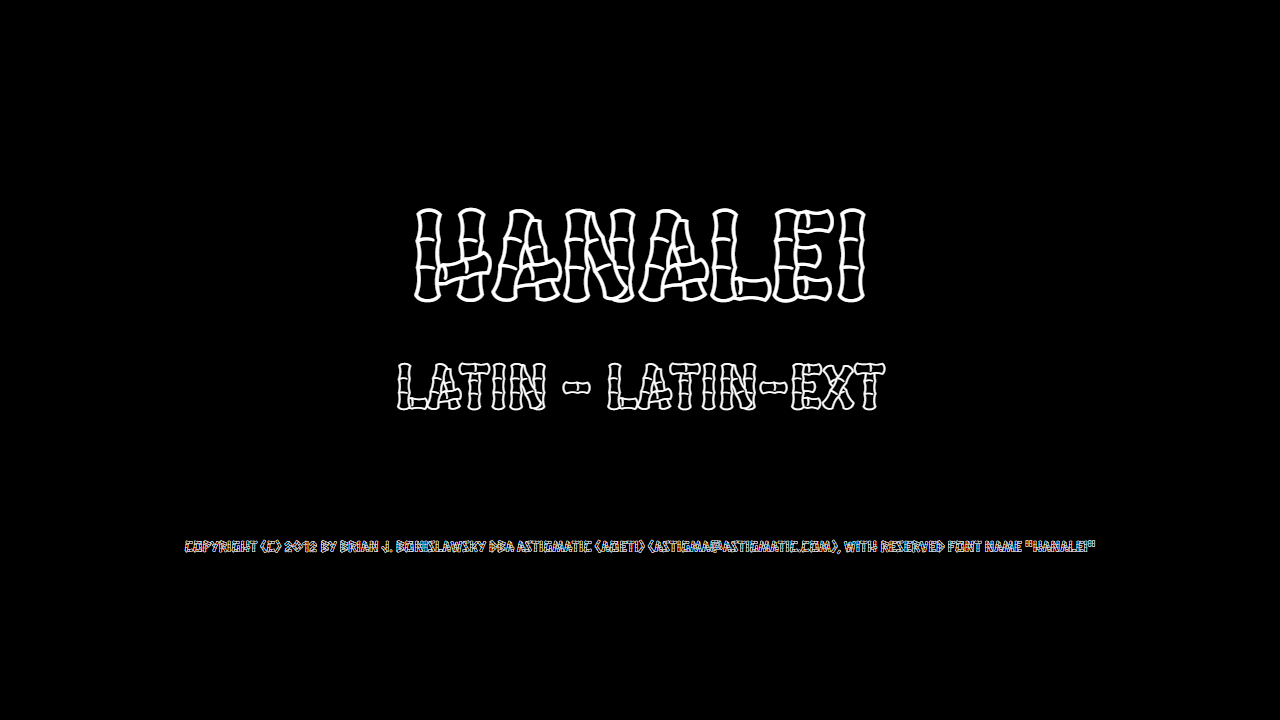 HANALEI
LATIN - LATIN-EXT
COPYRIGHT (C) 2012 BY BRIAN J. BONISLAWSKY DBA ASTIGMATIC (AOETI) (ASTIGMA@ASTIGMATIC.COM), WITH RESERVED FONT NAME "HANALEI"